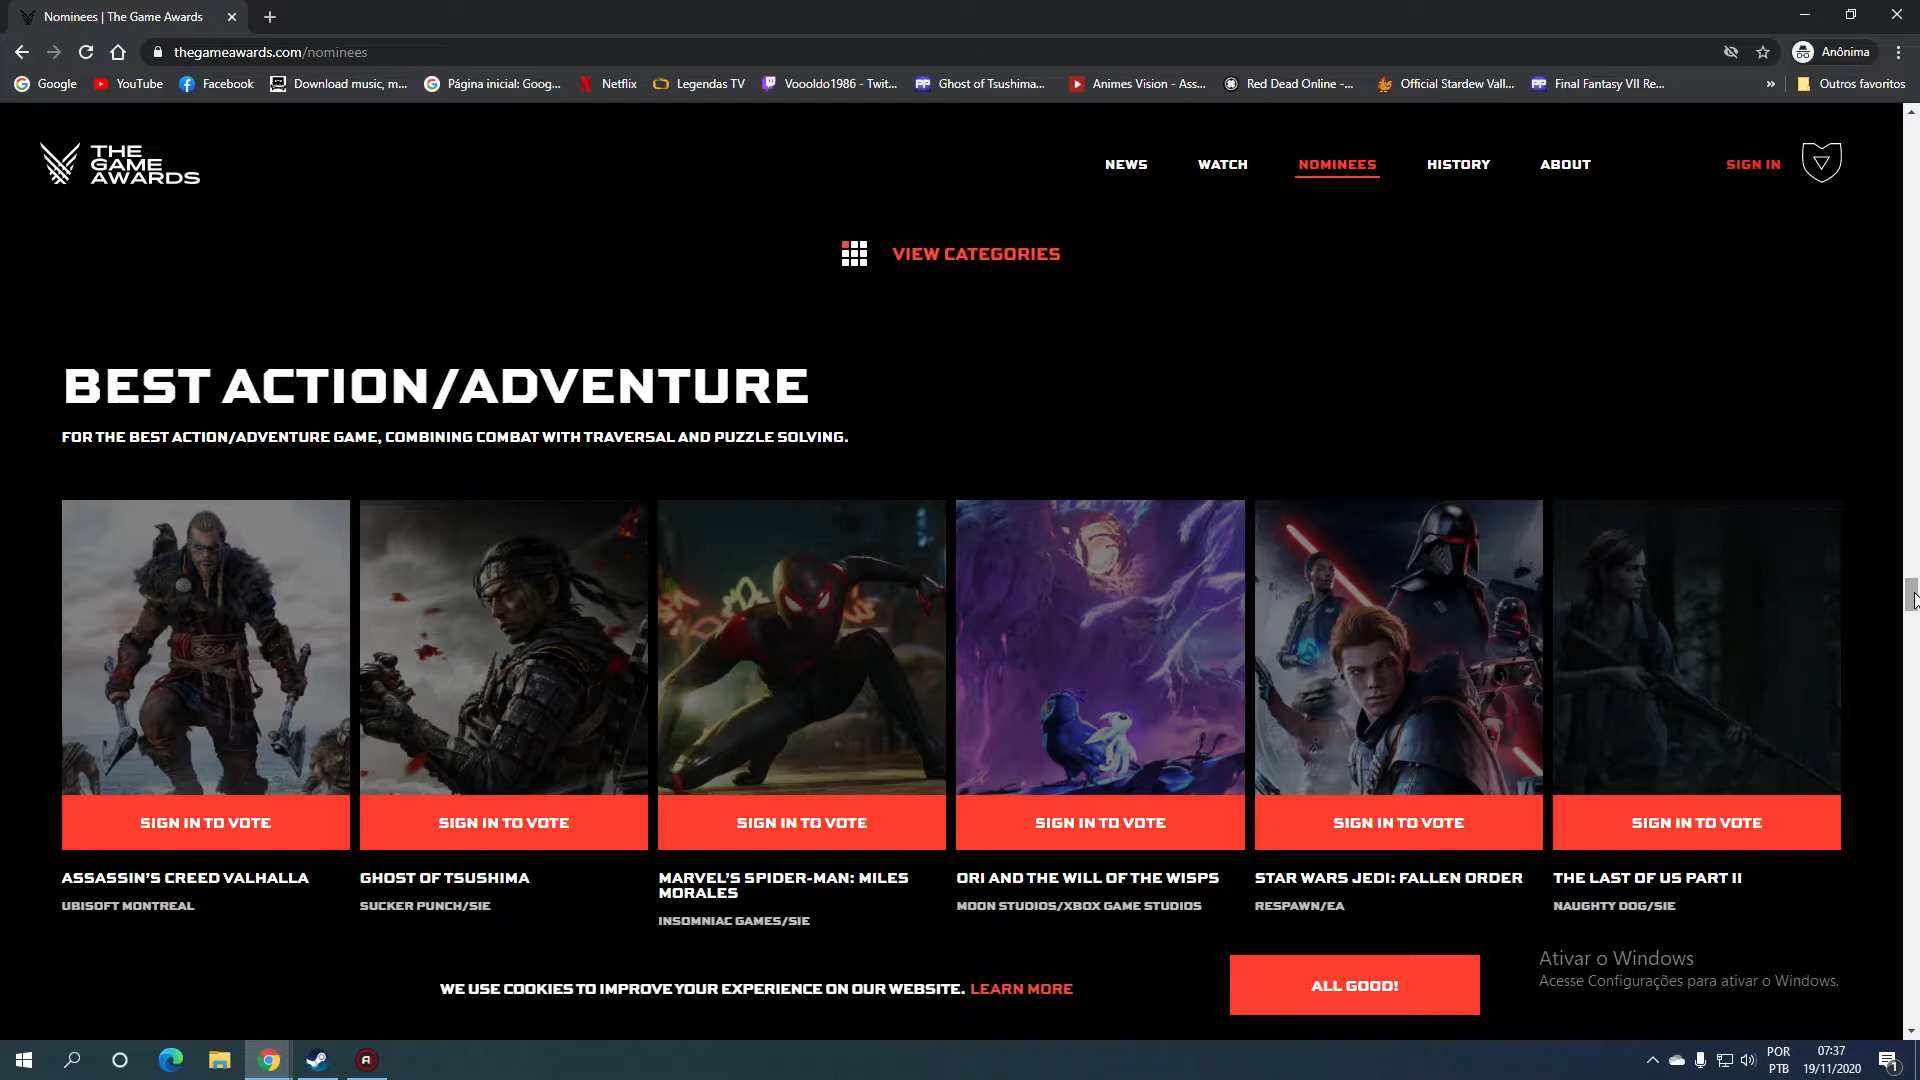 Nominees | The Game Awards
thegameawards.com/nominees
Anônima
Google
YouTube
Facebook
Download music, m...
Página inicial: Goog...
Netflix
Legendas TV
Voooldo1986 - Twit...
Ghost of Tsushima...
Animes Vision - Ass...
Red Dead Online -...
Official Stardew Vall...
Final Fantasy VII Re...
»
Outros favoritos
THE
GAME
AWARDS
NEWS
WATCH
NOMINEES
HISTORY
ABOUT
SIGN IN
VIEW CATEGORIES
BEST ACTION/ADVENTURE
FOR THE BEST ACTION/ADVENTURE GAME, COMBINING COMBAT WITH TRAVERSAL AND PUZZLE SOLVING.
SIGN IN TO VOTE
SIGN IN TO VOTE
SIGN IN TO VOTE
SIGN IN TO VOTE
SIGN IN TO VOTE
SIGN IN TO VOTE
ASSASSIN'S CREED VALHALLA
UBISOFT MONTREAL
GHOST OF TSUSHIMA
SUCKER PUNCH/SIE
MARVEL'S SPIDER-MAN: MILES
MORALES
INSOMNIAC GAMES/SIE
ORI AND THE WILL OF THE WISPS
MOON STUDIOS/XBOX GAME STUDIOS
STAR WARS JEDI: FALLEN ORDER
RESPAWN/EA
THE LAST OF US PART II
NAUGHTY DOG/SIE
WE USE COOKIES TO IMPROVE YOUR EXPERIENCE ON OUR WEBSITE. LEARN MORE
ALL GOOD!
Ativar o Windows
Acesse Configurações para ativar o Windows.
POR
PTB
07:37
19/11/2020
1